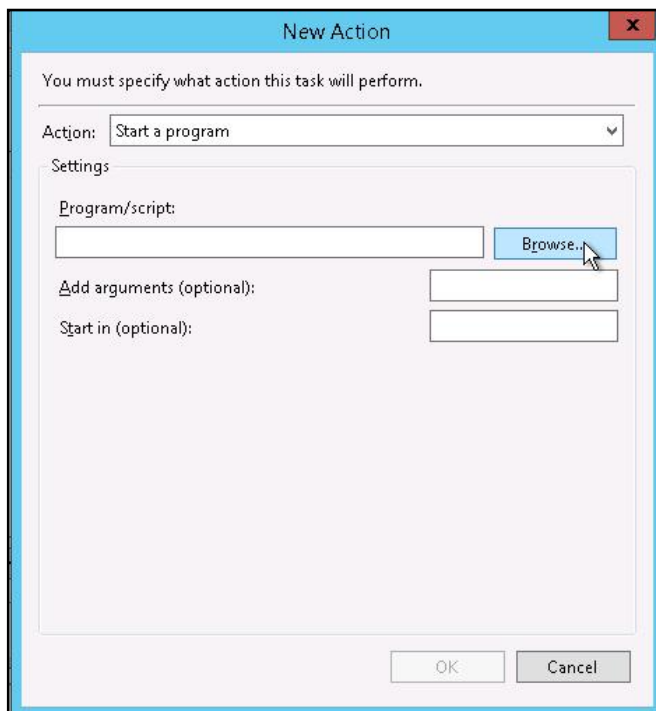 New Action
x
You must specify what action this task will perform.
Action: Start a program
Settings
Program/script:
Browse...
Add arguments (optional):
Start in (optional):
OK Cancel